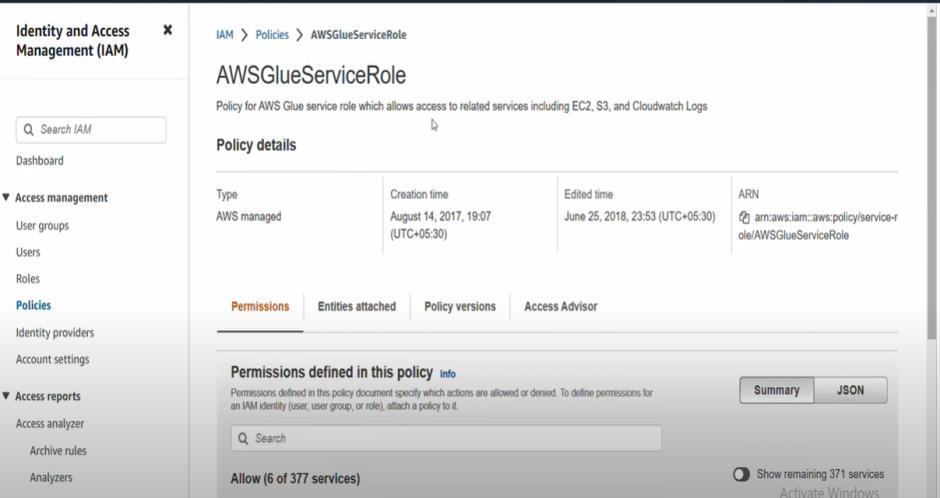 Identity and Access
Management (IAM)
Search IAM
Dashboard
Access management
User groups
Users
Roles
Policies
Identity providers
Account settings
Access reports
Access analyzer
Archive rules
Analyzers
IAM > Policies > AWSGlueServiceRole
AWSGlueServiceRole
Policy for AWS Glue service role which allows access to related services including EC2, S3, and Cloudwatch Logs
Policy details
Type
AWS managed
Creation time
August 14, 2017, 19:07
(UTC+05:30)
Edited time
June 25, 2018, 23:53 (UTC+05:30)
ARN
arn:aws:iam::aws:policy/service-r
ole/AWSGlueServiceRole
Permissions
Entities attached
Policy versions
Access Advisor
Permissions defined in this policy Info
Permissions defined in this policy document specify which actions are allowed or denied. To define permissions for
an IAM identity (user, user group, or role), attach a policy to it.
Summary
JSON
Search
Allow (6 of 377 services)
Show remaining 371 services
Activate Windows